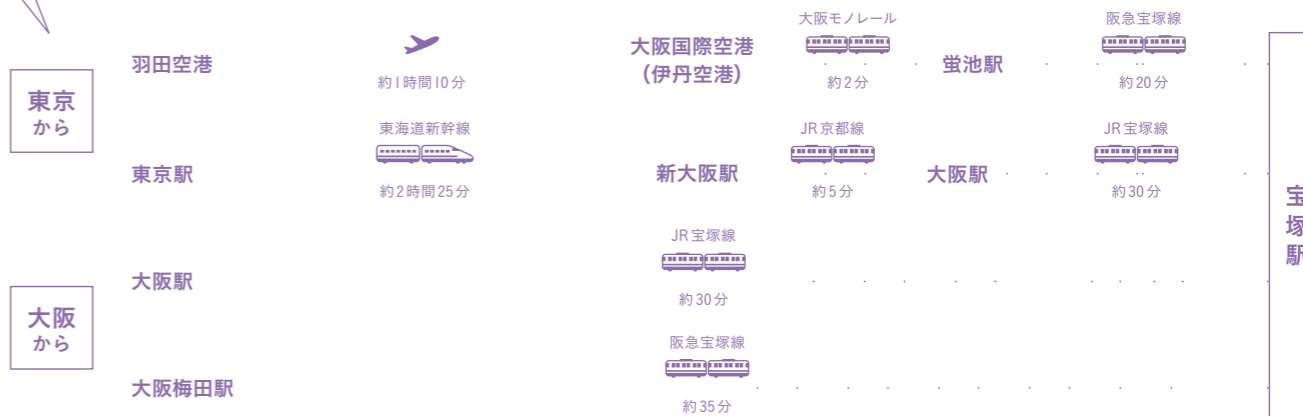 東京
から
羽田空港
約1時間10分
大阪国際空港
(伊丹空港)
大阪モノレール
約2分
蛍池駅
阪急宝塚線
約20分
東京駅
東海道新幹線
約2時間25分
新大阪駅
JR京都線
約5分
大阪駅
JR宝塚線
約30分
大阪
から
大阪駅
JR宝塚線
約30分
大阪梅田駅
阪急宝塚線
約35分
宝塚駅